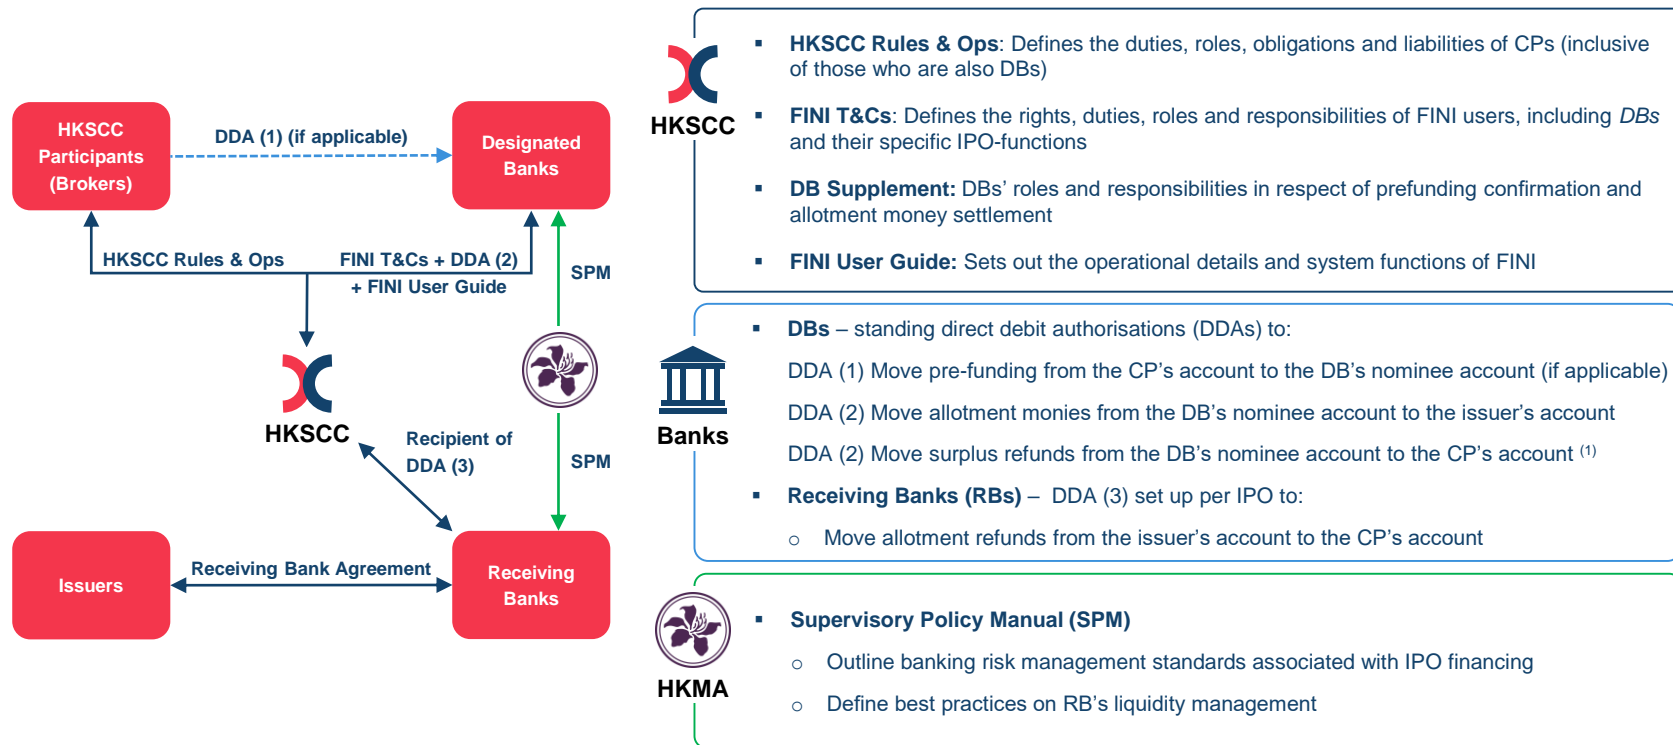 HKSCC
Participants
(Brokers)
DDA (1) (if applicable)
Designated
Banks
HKSCC Rules & Ops
FINI T&Cs + DDA (2)
+ FINI User Guide
SPM
HKSCC
Recipient of
DDA (3)
SPM
Issuers
Receiving Bank Agreement
Receiving
Banks
HKSCC
▪ HKSCC Rules & Ops: Defines the duties, roles, obligations and liabilities of CPs (inclusive
of those who are also DBs)
▪ FINI T&Cs: Defines the rights, duties, roles and responsibilities of FINI users, including DBs
and their specific IPO-functions
▪ DB Supplement: DBs’ roles and responsibilities in respect of prefunding confirmation and
allotment money settlement
▪ FINI User Guide: Sets out the operational details and system functions of FINI
Banks
▪ DBs – standing direct debit authorisations (DDAs) to:
DDA (1) Move pre-funding from the CP’s account to the DB’s nominee account (if applicable)
DDA (2) Move allotment monies from the DB’s nominee account to the issuer’s account
DDA (2) Move surplus refunds from the DB’s nominee account to the CP’s account (1)
▪ Receiving Banks (RBs) – DDA (3) set up per IPO to:
o Move allotment refunds from the issuer’s account to the CP’s account
HKMA
▪ Supervisory Policy Manual (SPM)
o Outline banking risk management standards associated with IPO financing
o Define best practices on RB’s liquidity management